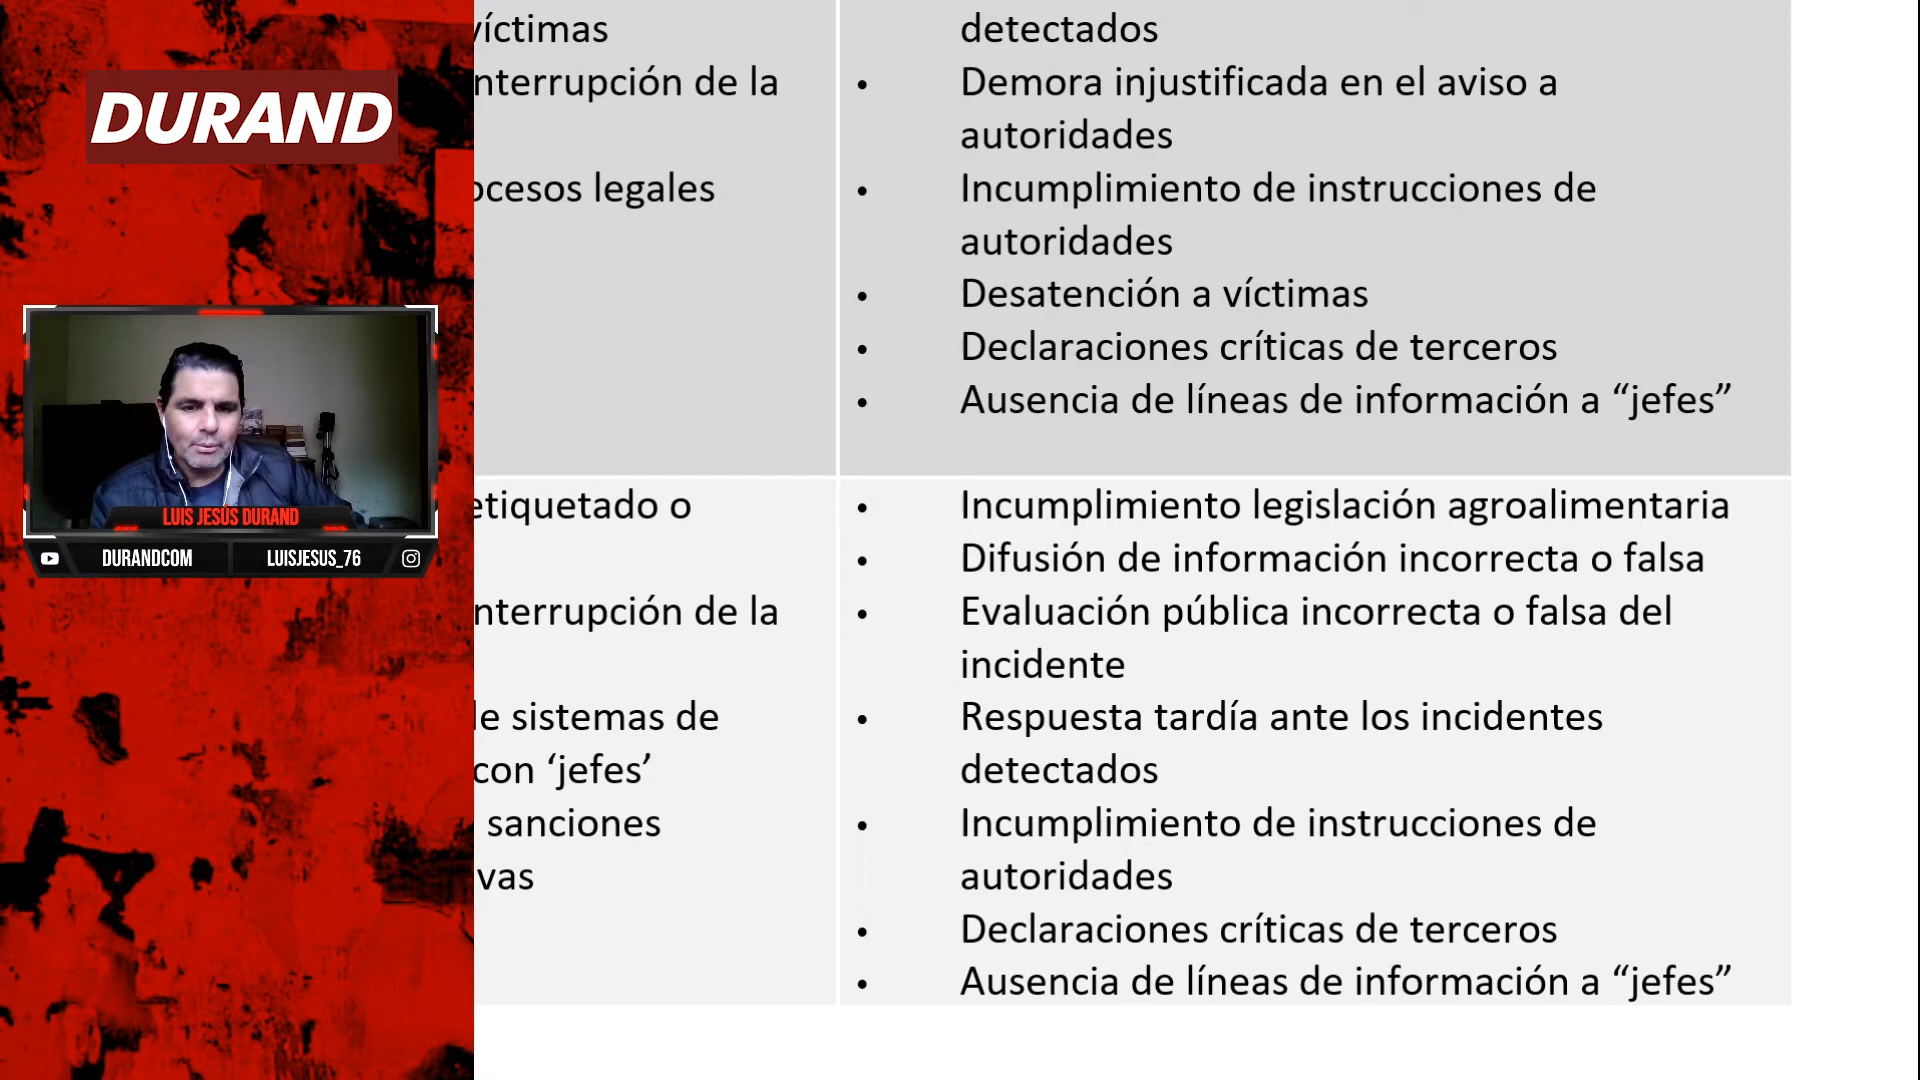 DURAND
LUIS JESÚS DURAND
DURANDCOM
LUISJESUS_76
víctimas
nterrupción de la
ocesos legales
etiquetado o
nterrupción de la
de sistemas de
con ‘jefes’
sanciones
vas
detectados
• Demora injustificada en el aviso a
autoridades
• Incumplimiento de instrucciones de
autoridades
• Desatención a víctimas
• Declaraciones críticas de terceros
• Ausencia de líneas de información a “jefes”
• Incumplimiento legislación agroalimentaria
• Difusión de información incorrecta o falsa
• Evaluación pública incorrecta o falsa del
incidente
• Respuesta tardía ante los incidentes
detectados
• Incumplimiento de instrucciones de
autoridades
• Declaraciones críticas de terceros
• Ausencia de líneas de información a “jefes”